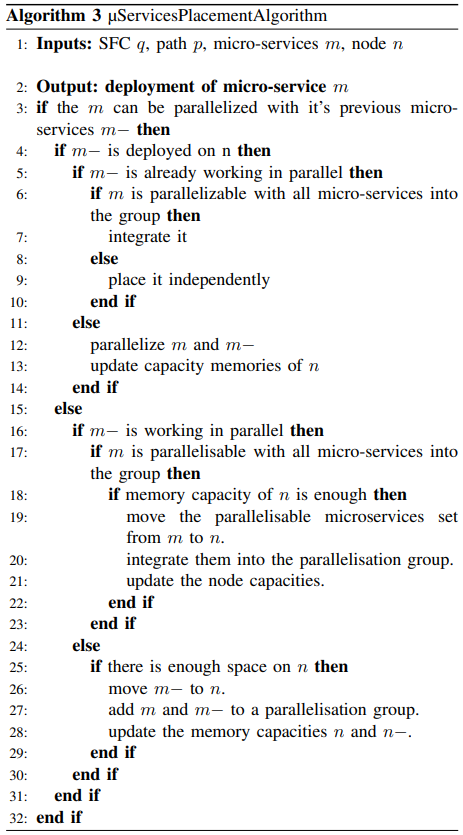 Algorithm 3 μServicesPlacementAlgorithm
1: Inputs: SFC q, path p, micro-services m, node n
2: Output: deployment of micro-service m
3: if the m can be parallelized with it's previous micro-
services m− then
4: if m− is deployed on n then
5: if m− is already working in parallel then
6: if m is parallelizable with all micro-services into
the group then
7: integrate it
8: else
9: place it independently
10: end if
11: else
12: parallelize m and m−
13: update capacity memories of n
14: end if
15: else
16: if m− is working in parallel then
17: if m is parallelisable with all micro-services into
the group then
18: if memory capacity of n is enough then
19: move the parallelisable microservices set
from m to n.
20: integrate them into the parallelisation group.
21: update the node capacities.
22: end if
23: end if
24: else
25: if there is enough space on n then
26: move m− to n.
27: add m and m− to a parallelisation group.
28: update the memory capacities n and n−.
29: end if
30: end if
31: end if
32: end if